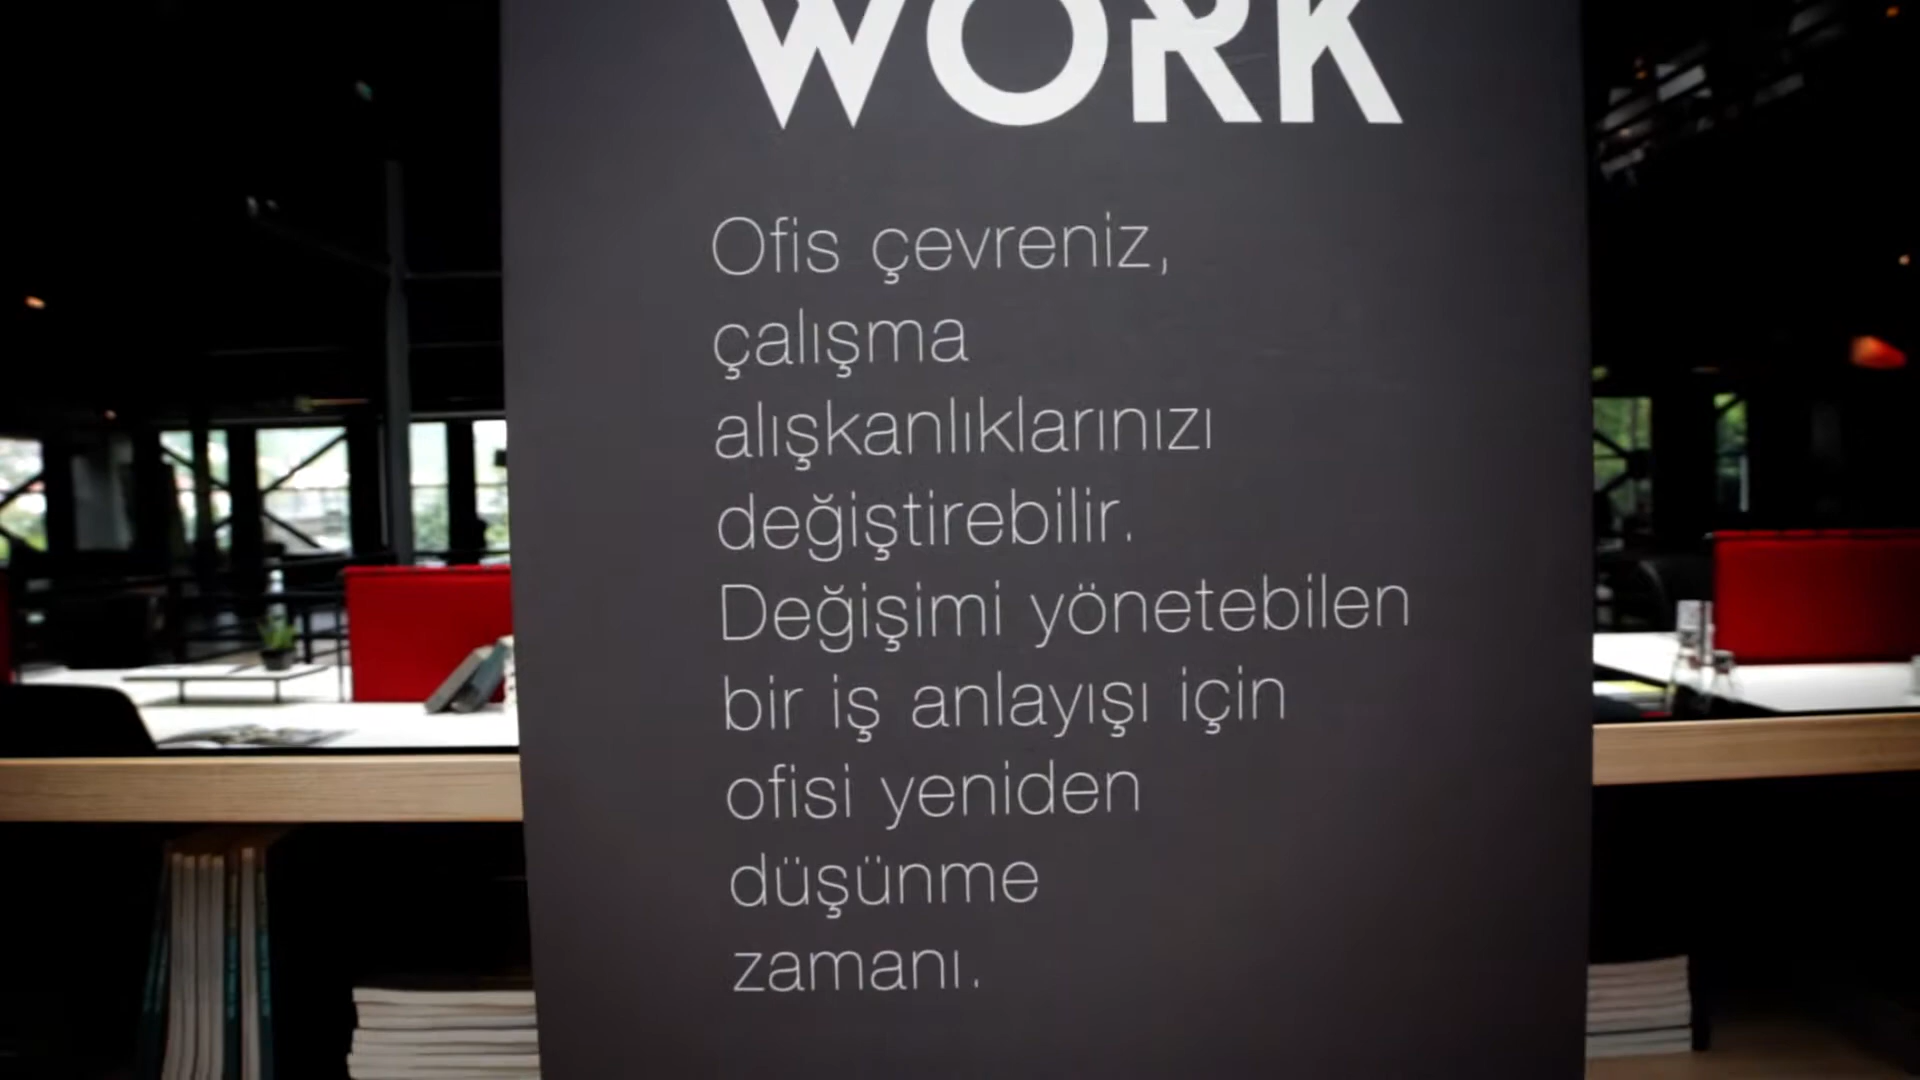 WORK
Ofis çevreniz,
çalışma
alışkanlıklarınızı
değiştirebilir.
Değişimi yönetebilen
bir iş anlayışı için
ofisi yeniden
düşünme
zamanı.